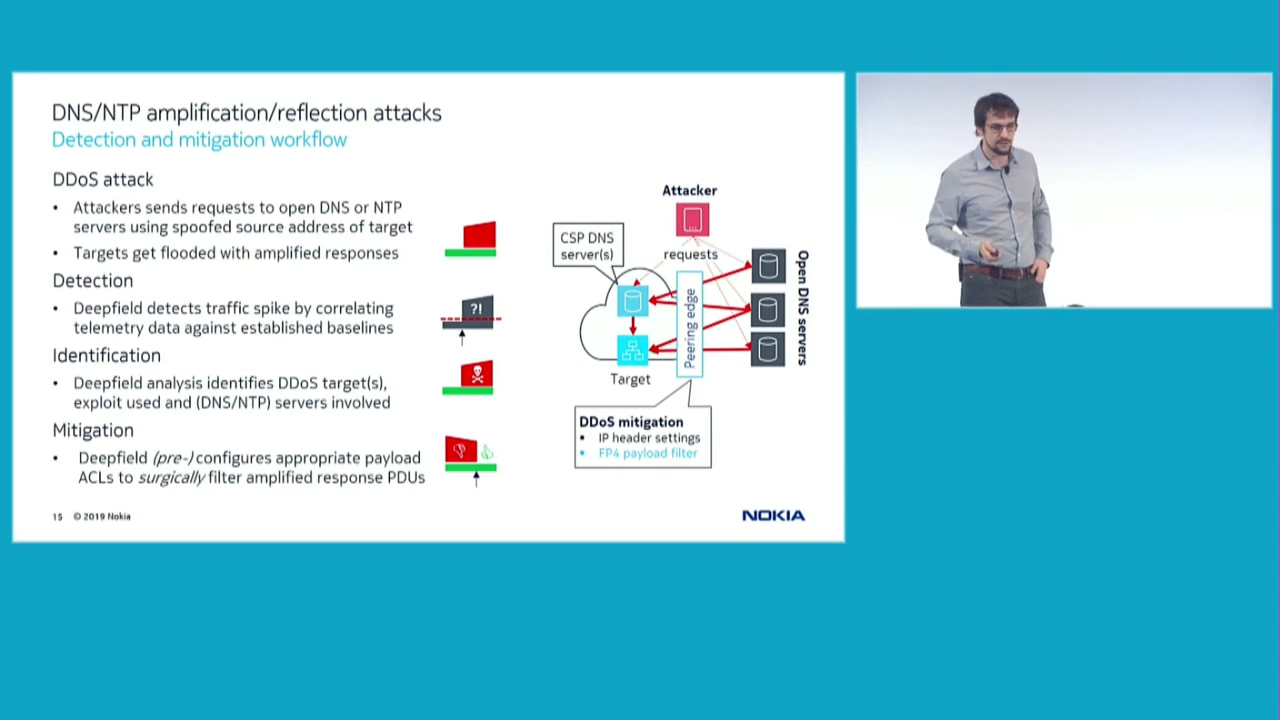 DNS/NTP amplification/reflection attacks
Detection and mitigation workflow
DDoS attack
• Attackers sends requests to open DNS or NTP
servers using spoofed source address of target
• Targets get flooded with amplified responses
Detection
• Deepfield detects traffic spike by correlating
telemetry data against established baselines
Identification
• Deepfield analysis identifies DDoS target(s),
exploit used and (DNS/NTP) servers involved
Mitigation
• Deepfield (pre-)configures appropriate payload
ACLs to surgically filter amplified response PDUs
?!
Attacker
CSP DNS
server(s)
requests
Peering edge
Open DNS servers
Target
DDoS mitigation
• IP header settings
• FP4 payload filter
15 © 2019 Nokia
NOKIA